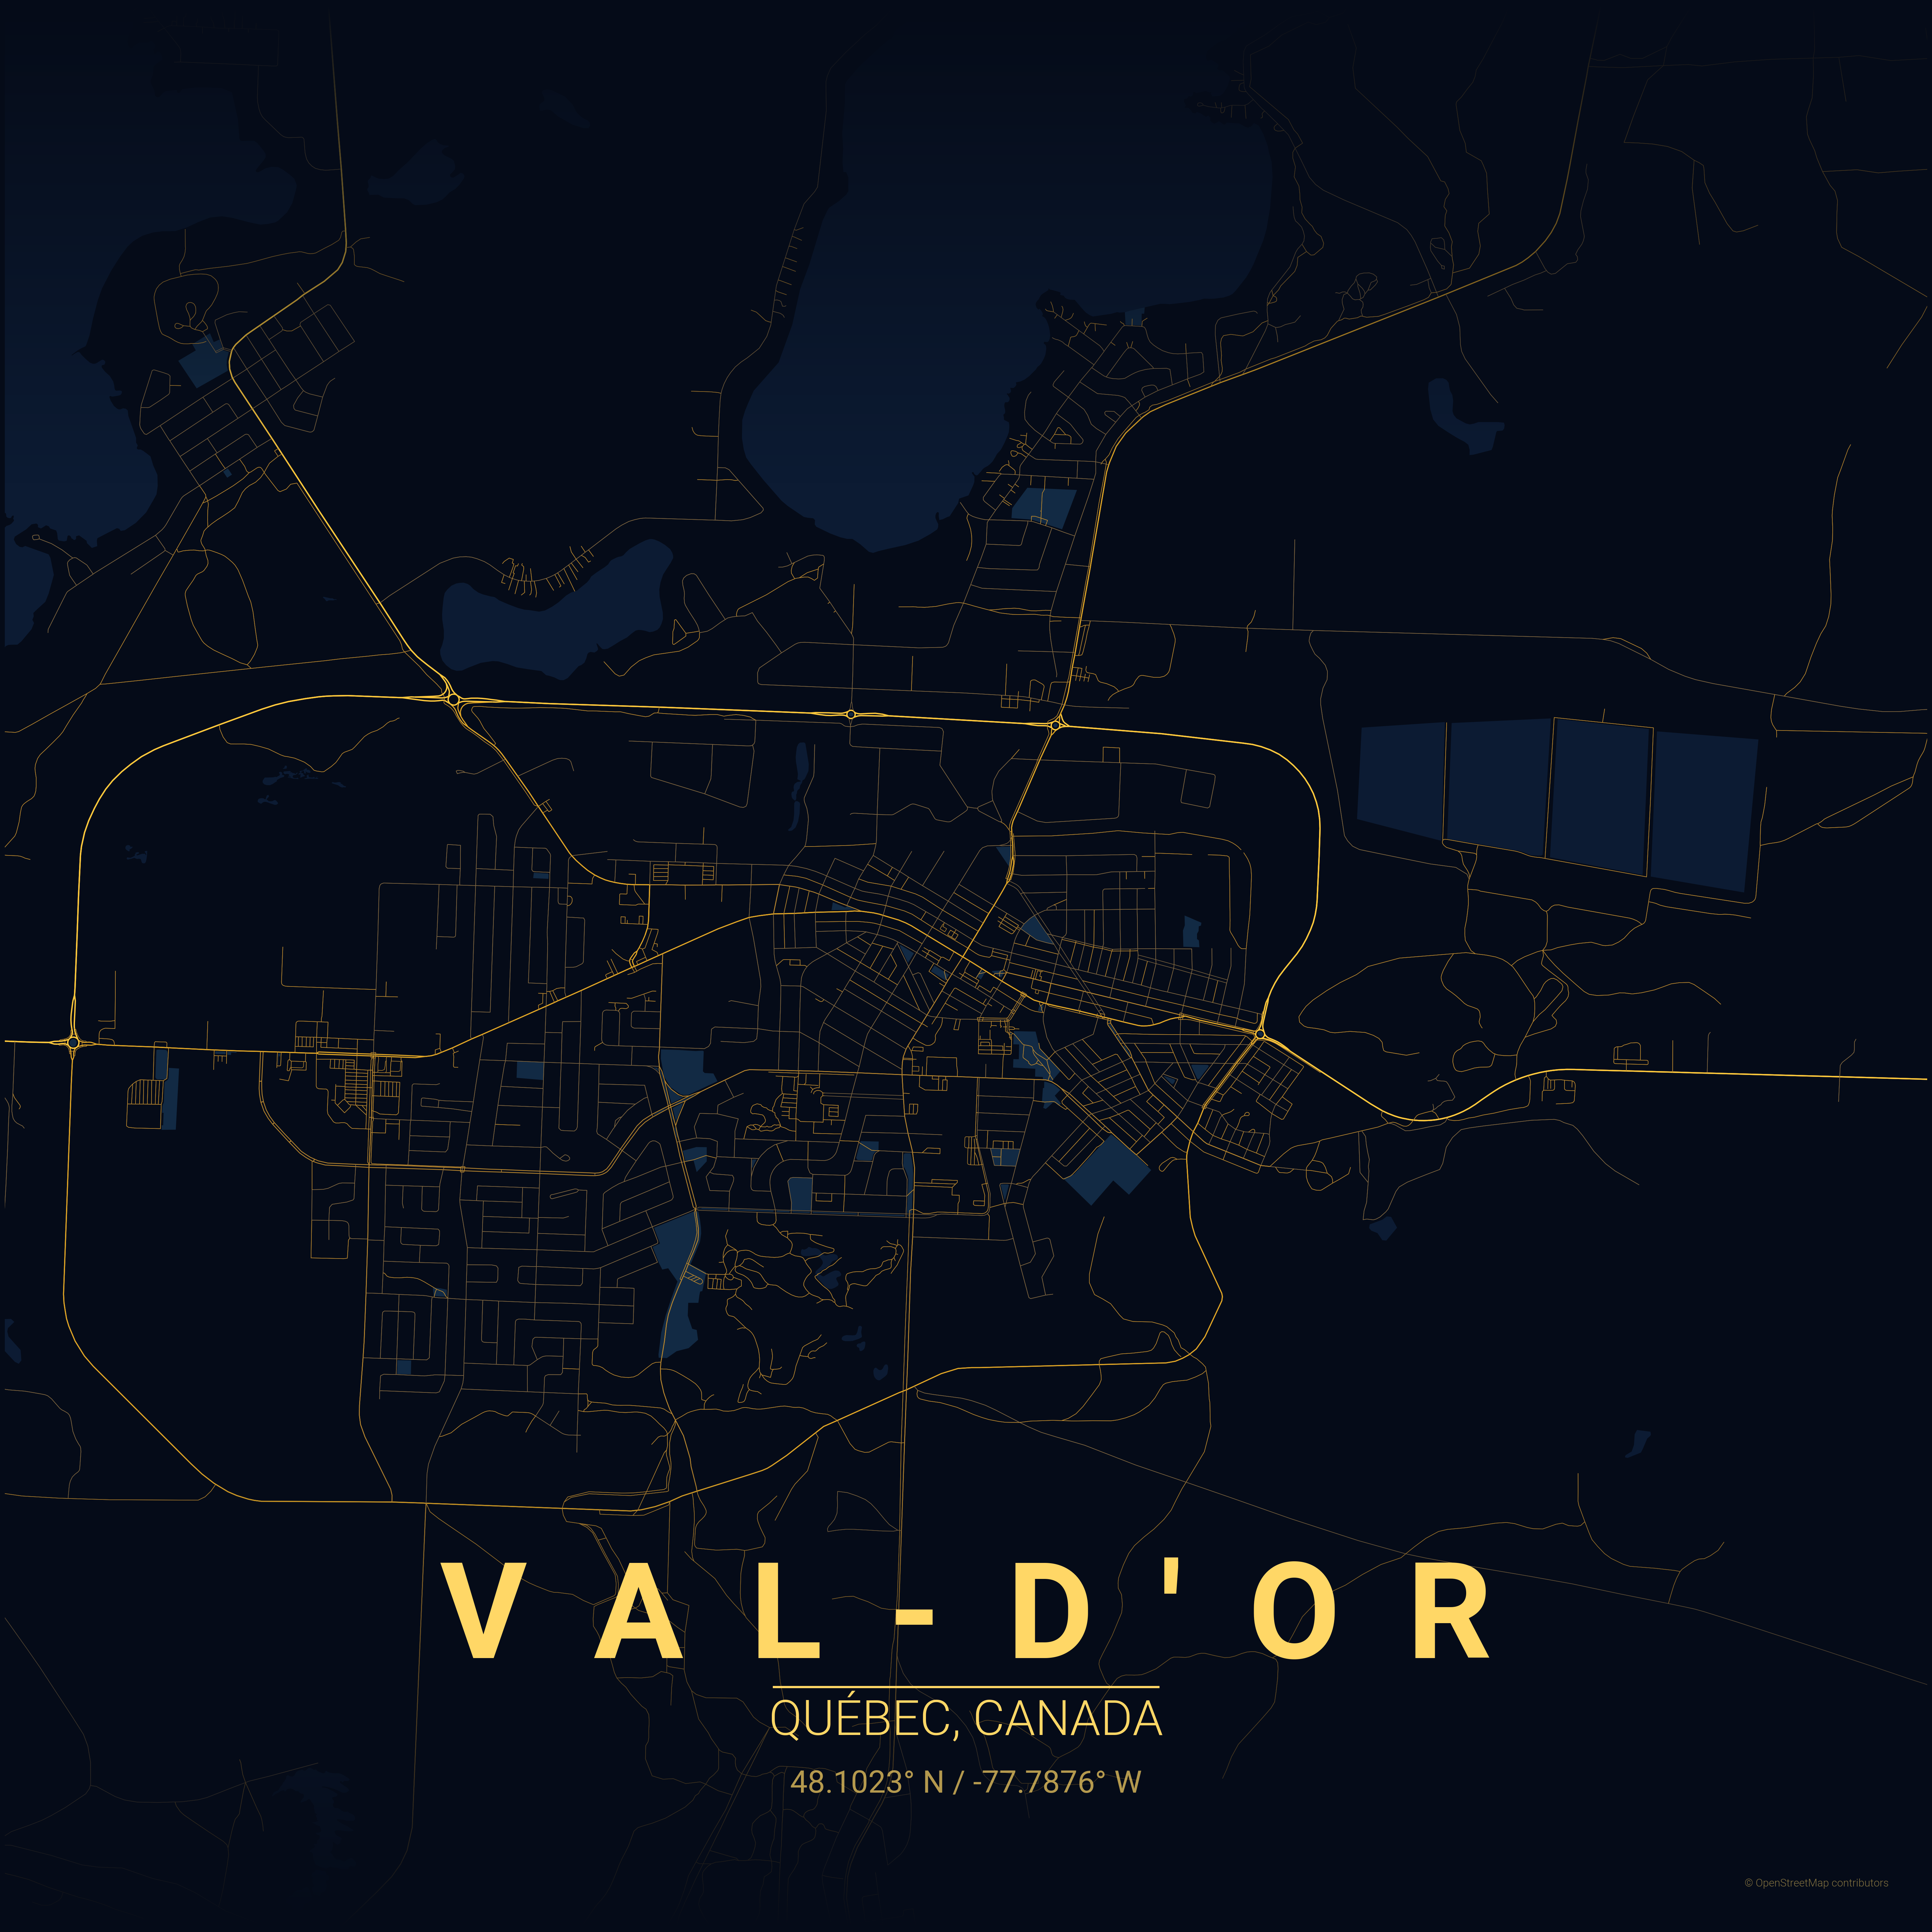 VAL-D'OR
QUÉBEC, CANADA
48.1023° N / -77.7876° W
© OpenStreetMap contributors